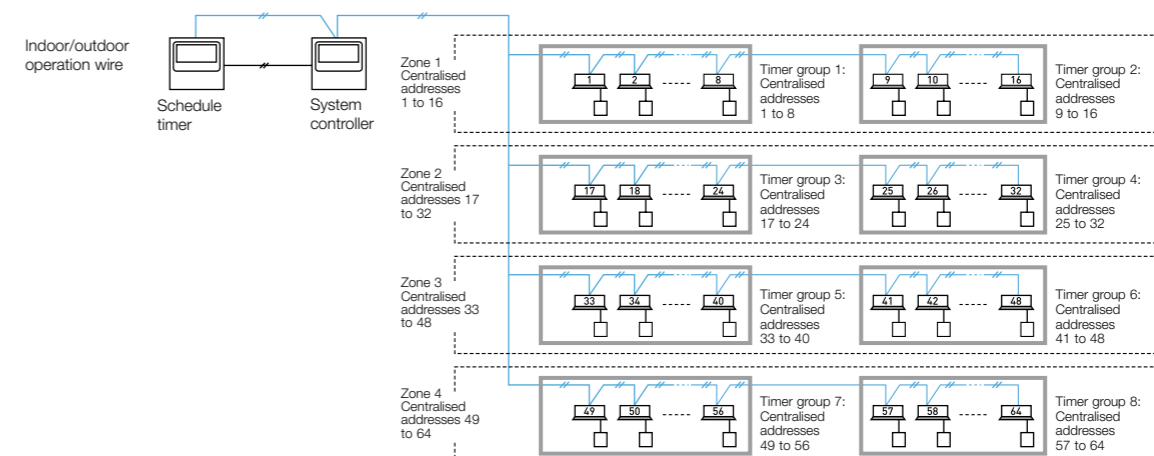 Indoor/outdoor
operation wire
Schedule
timer
System
controller
Zone 1
Centralised
addresses
1 to 16
1 2 8
Timer group 1:
Centralised
addresses
1 to 8
9 10 16
Timer group 2:
Centralised
addresses
9 to 16
Zone 2
Centralised
addresses 17
to 32
17 18 24
Timer group 3:
Centralised
addresses
17 to 24
25 26 32
Timer group 4:
Centralised
addresses
25 to 32
Zone 3
Centralised
addresses 33
to 48
33 34 40
Timer group 5:
Centralised
addresses
33 to 40
41 42 48
Timer group 6:
Centralised
addresses
41 to 48
Zone 4
Centralised
addresses 49
to 64
49 50 56
Timer group 7:
Centralised
addresses
49 to 56
57 58 64
Timer group 8:
Centralised
addresses
57 to 64